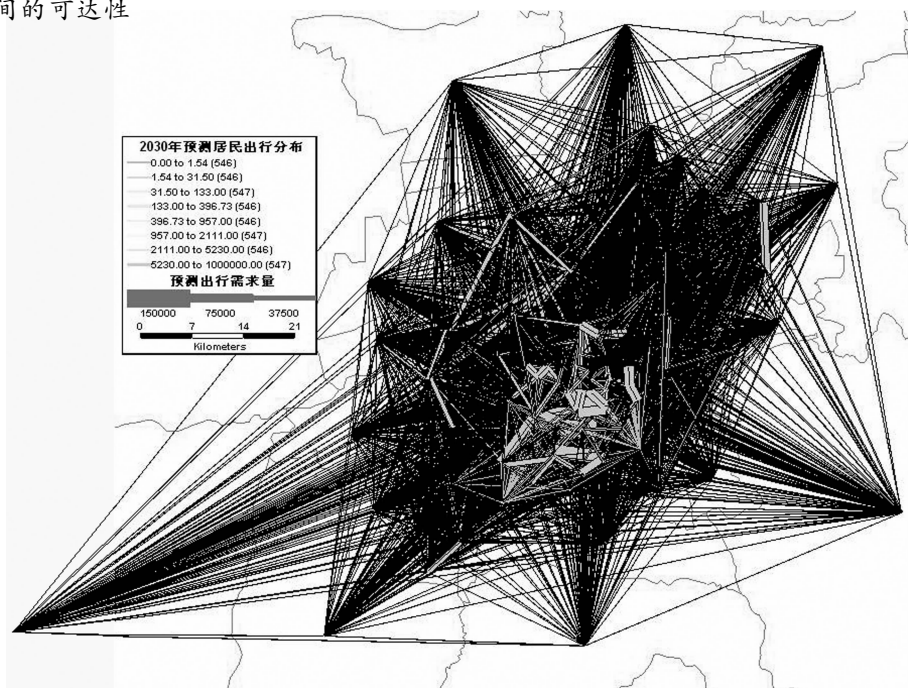 间的可达性
2030年预测居民出行分布
0.00 to 1.54 (546)
1.54 to 31.50 (546)
31.50 to 133.00 (547)
133.00 to 396.73 (546)
396.73 to 957.00 (546)
957.00 to 2111.00 (547)
2111.00 to 5230.00 (546)
5230.00 to 1000000.00 (547)
预测出行需求量
150000 75000 37500
0 7 14 21
Kilometers